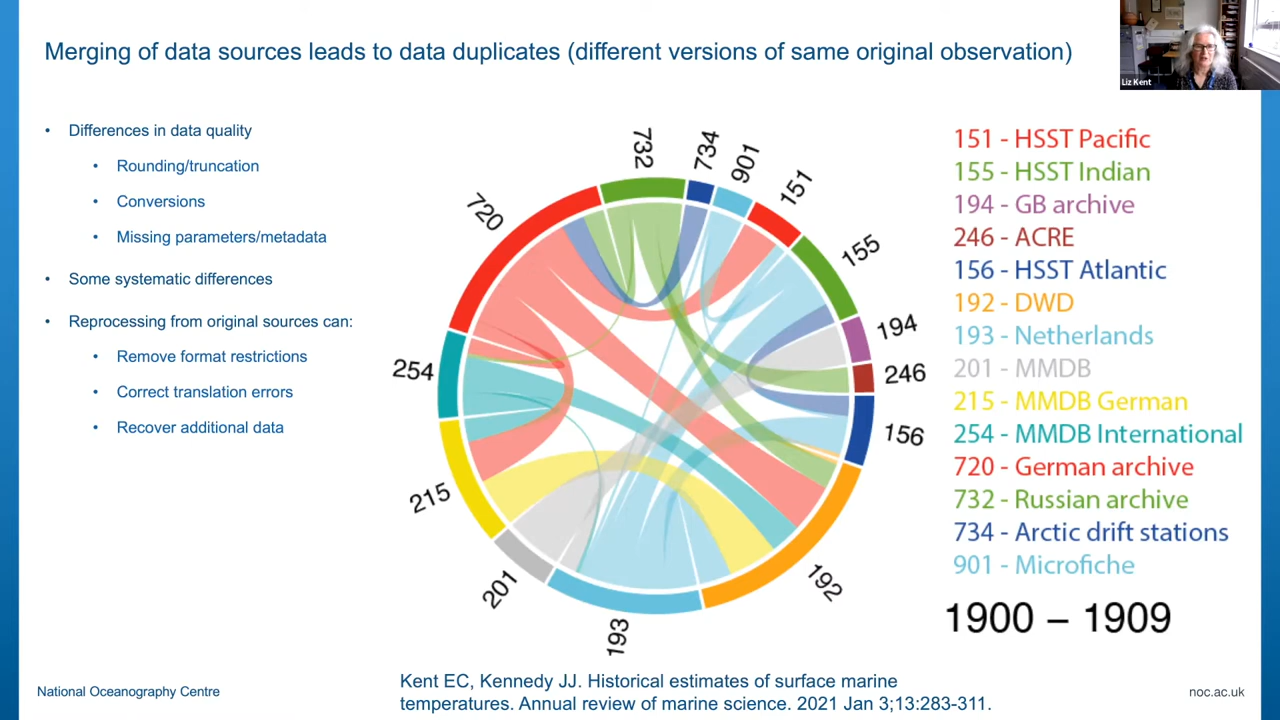 Merging of data sources leads to data duplicates (different versions of same original observation)
Liz Kent
• Differences in data quality
• Rounding/truncation
• Conversions
• Missing parameters/metadata
• Some systematic differences
• Reprocessing from original sources can:
• Remove format restrictions
• Correct translation errors
• Recover additional data
732
734
901
151
720
155
194
254
246
156
215
201
192
193
151 - HSST Pacific
155 - HSST Indian
194 - GB archive
246 - ACRE
156 - HSST Atlantic
192 - DWD
193 - Netherlands
201 - MMDB
215 - MMDB German
254 - MMDB International
720 - German archive
732 - Russian archive
734 - Arctic drift stations
901 - Microfiche
1900 – 1909
Kent EC, Kennedy JJ. Historical estimates of surface marine
temperatures. Annual review of marine science. 2021 Jan 3;13:283-311.
National Oceanography Centre
noc.ac.uk